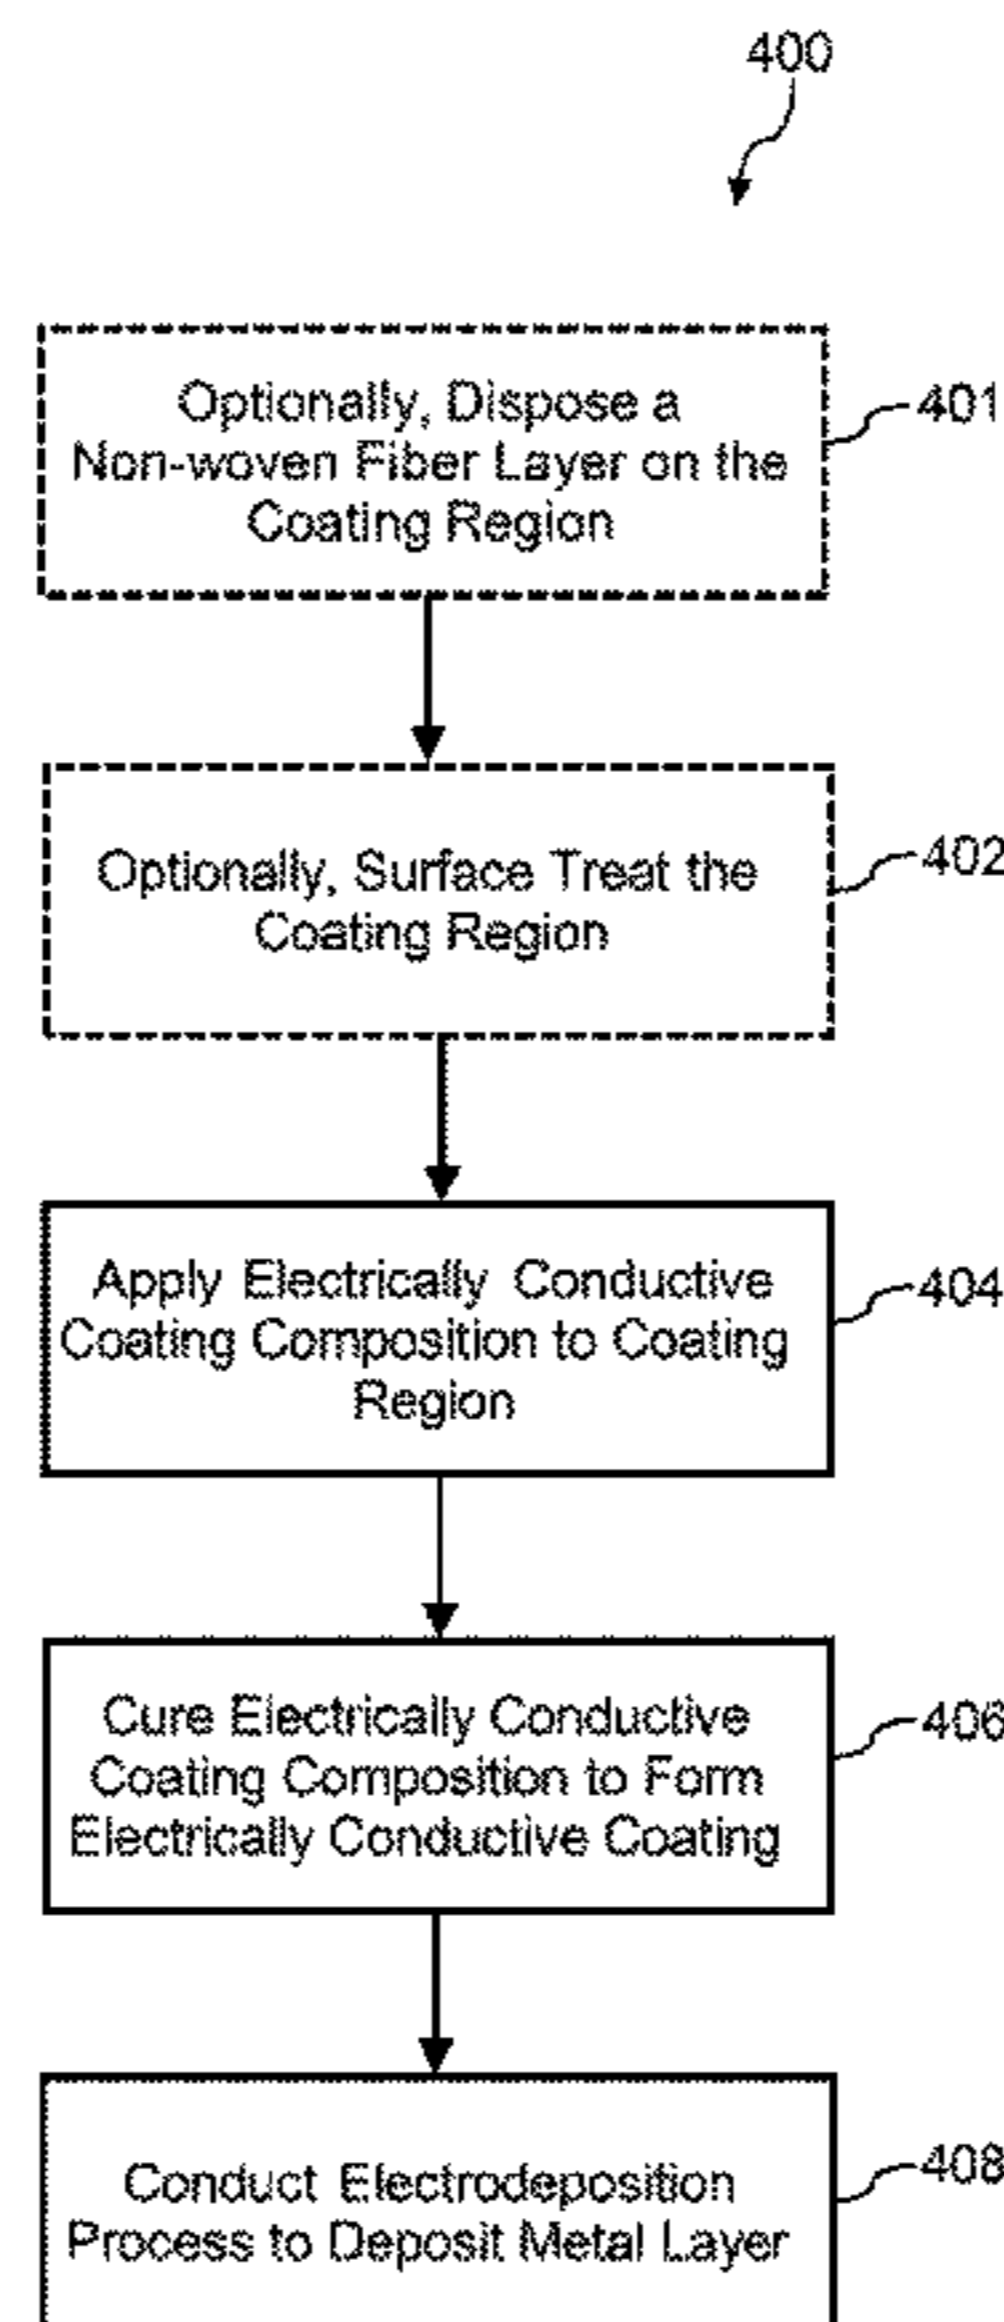 400
Optionally, Dispose a
Non-woven Fiber Layer on the
Coating Region
401
Optionally, Surface Treat the
Coating Region
402
Apply Electrically Conductive
Coating Composition to Coating
Region
404
Cure Electrically Conductive
Coating Composition to Form
Electrically Conductive Coating
406
Conduct Electrodeposition
Process to Deposit Metal Layer
408